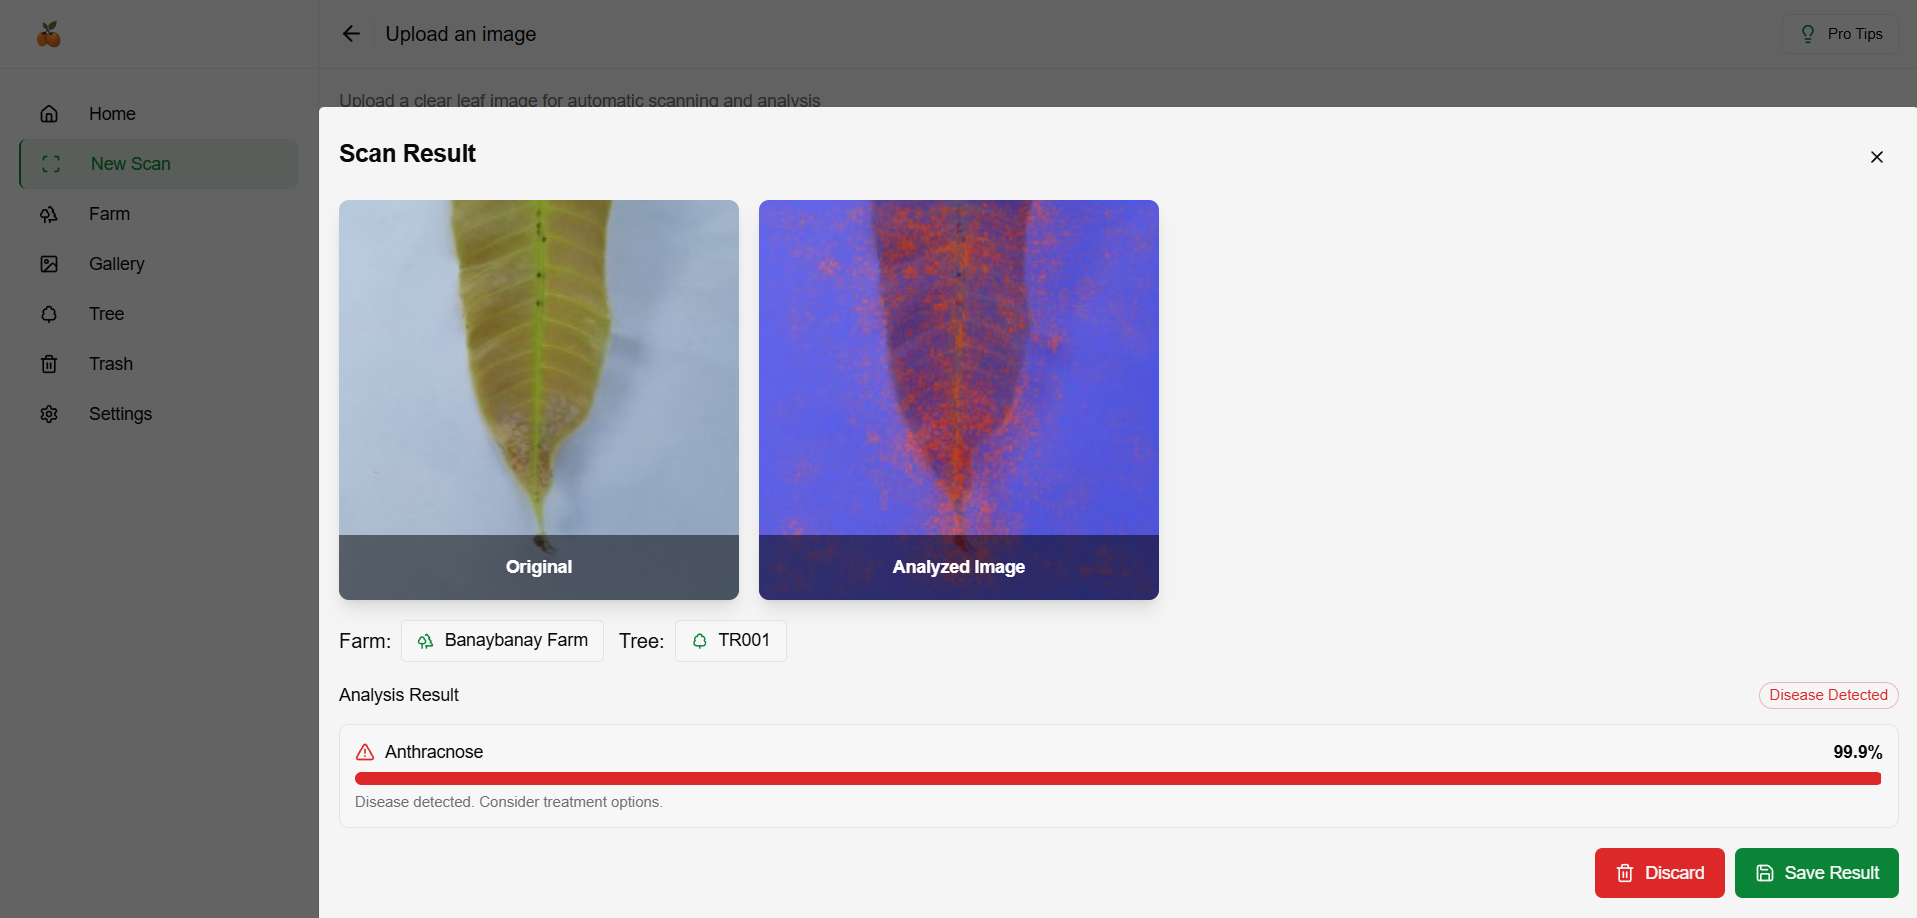 Upload an image
Pro Tips
Home
New Scan
Farm
Gallery
Tree
Trash
Settings
Upload a clear leaf image for automatic scanning and analysis
Scan Result
Original
Analyzed Image
Farm: Banaybanay Farm Tree: TR001
Analysis Result
Disease Detected
Anthracnose
99.9%
Disease detected. Consider treatment options.
Discard
Save Result